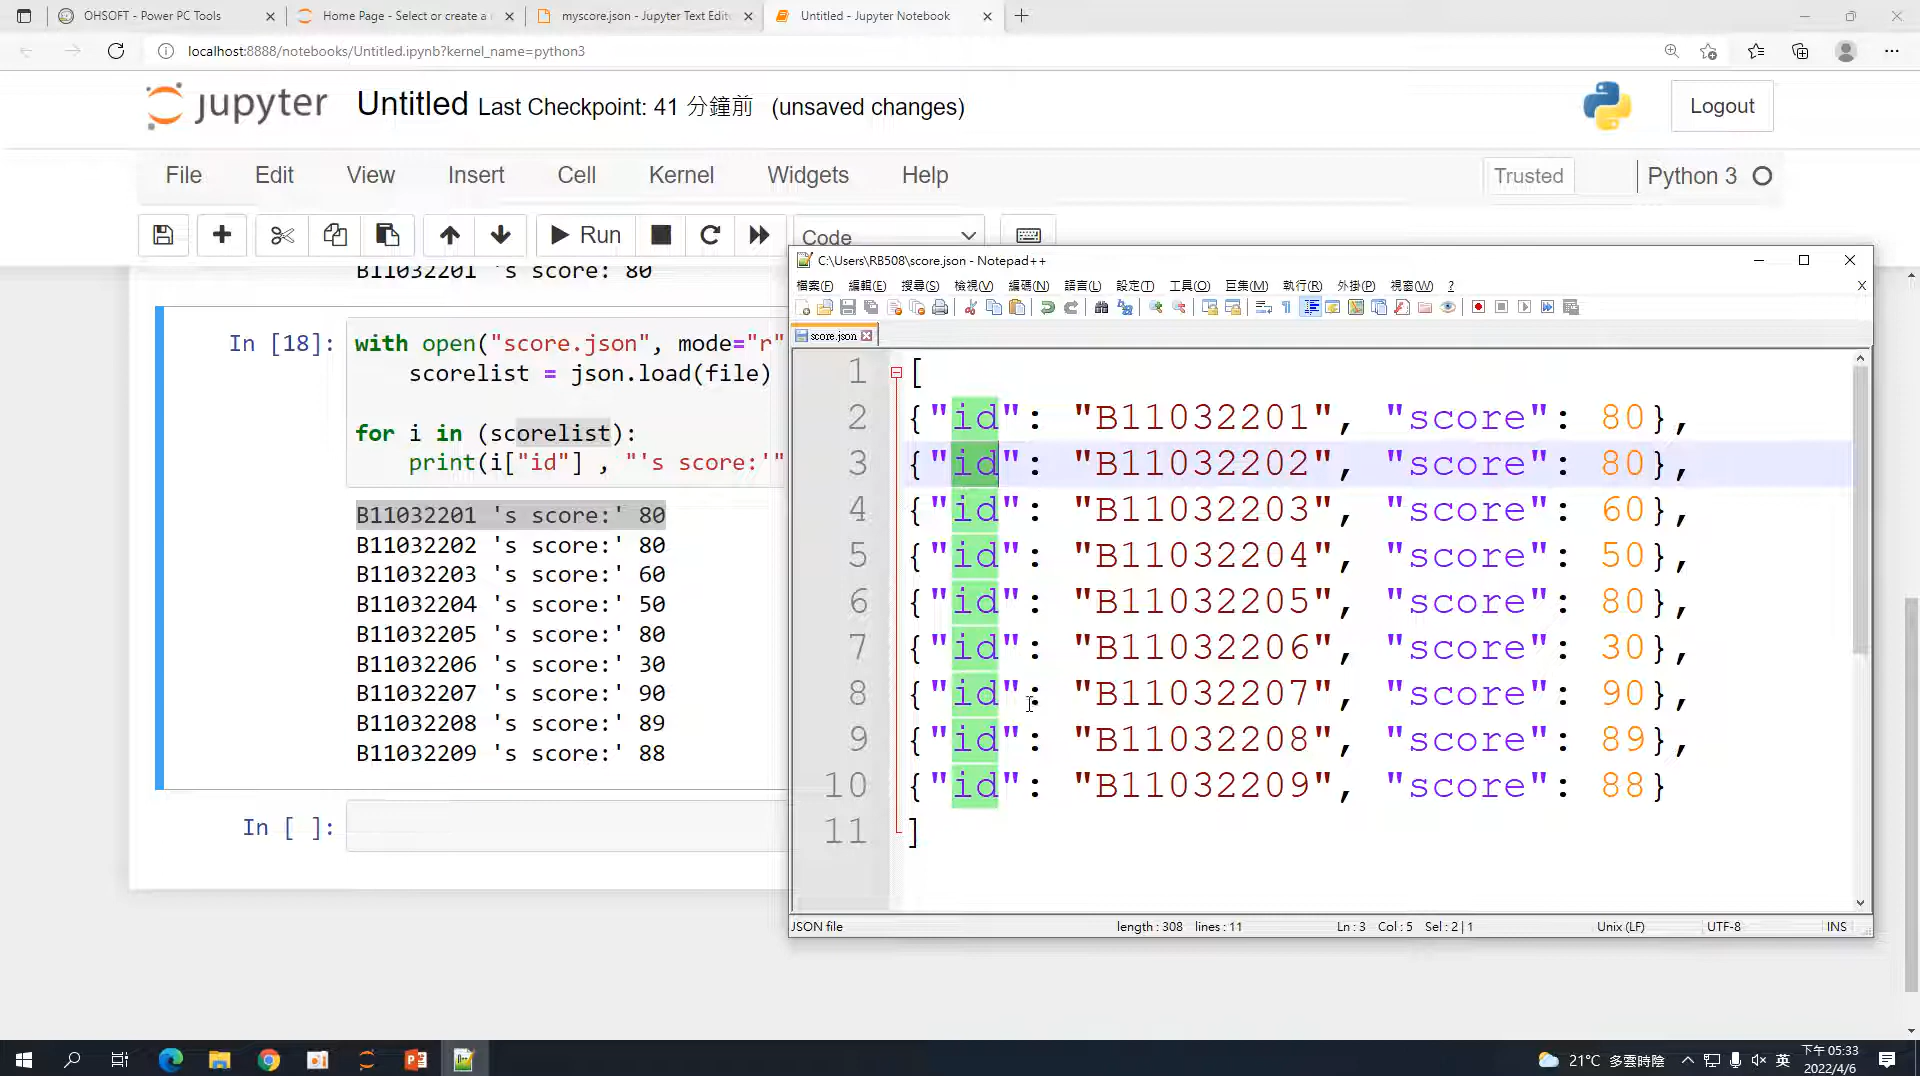 OHSOFT - Power PC Tools
Home Page - Select or create a
myscore.json - Jupyter Text Edit
Untitled - Jupyter Notebook
localhost:8888/notebooks/Untitled.ipynb?kernel_name=python3
jupyter Untitled Last Checkpoint: 41 分鐘前 (unsaved changes)
Logout
File Edit View Insert Cell Kernel Widgets Help
Trusted
Python 3
Run
Code
B11032201 's score: 80
In [18]:
with open("score.json", mode="r"
scorelist = json.load(file)
for i in (scorelist):
print(i["id"] , "'s score:'"
B11032201 's score:' 80
B11032202 's score:' 80
B11032203 's score:' 60
B11032204 's score:' 50
B11032205 's score:' 80
B11032206 's score:' 30
B11032207 's score:' 90
B11032208 's score:' 89
B11032209 's score:' 88
In [ ]:
C:\Users\RB508\score.json - Notepad++
檔案(F) 編輯(E) 搜尋(S) 檢視(V) 編碼(N) 語言(L) 設定(T) 工具(O) 巨集(M) 執行(R) 外掛(P) 視窗(W) ? X
score.json
1 [
2 {"id": "B11032201", "score": 80},
3 {"id": "B11032202", "score": 80},
4 {"id": "B11032203", "score": 60},
5 {"id": "B11032204", "score": 50},
6 {"id": "B11032205", "score": 80},
7 {"id": "B11032206", "score": 30},
8 {"id": "B11032207", "score": 90},
9 {"id": "B11032208", "score": 89},
10 {"id": "B11032209", "score": 88}
11 ]
JSON file
length : 308 lines : 11
Ln : 3 Col : 5 Sel : 2 | 1
Unix (LF)
UTF-8
INS
21°C 多雲時陰
英
下午 05:33
2022/4/6